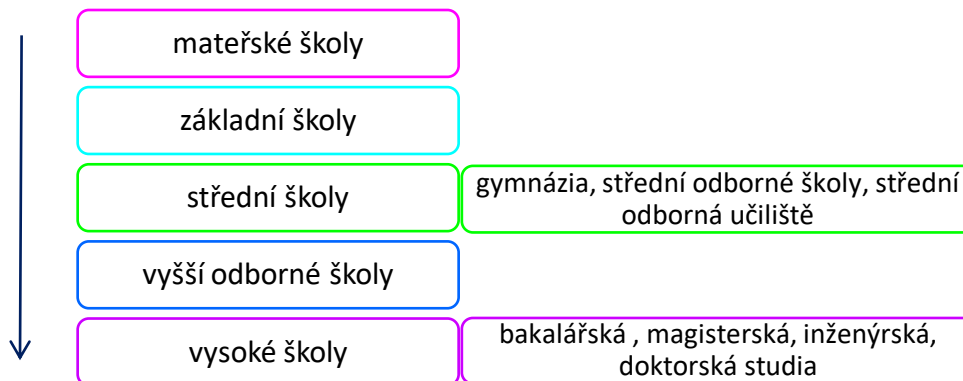 mateřské školy
základní školy
střední školy
gymnázia, střední odborné školy, střední
odborná učiliště
vyšší odborné školy
vysoké školy
bakalářská , magisterská, inženýrská,
doktorská studia